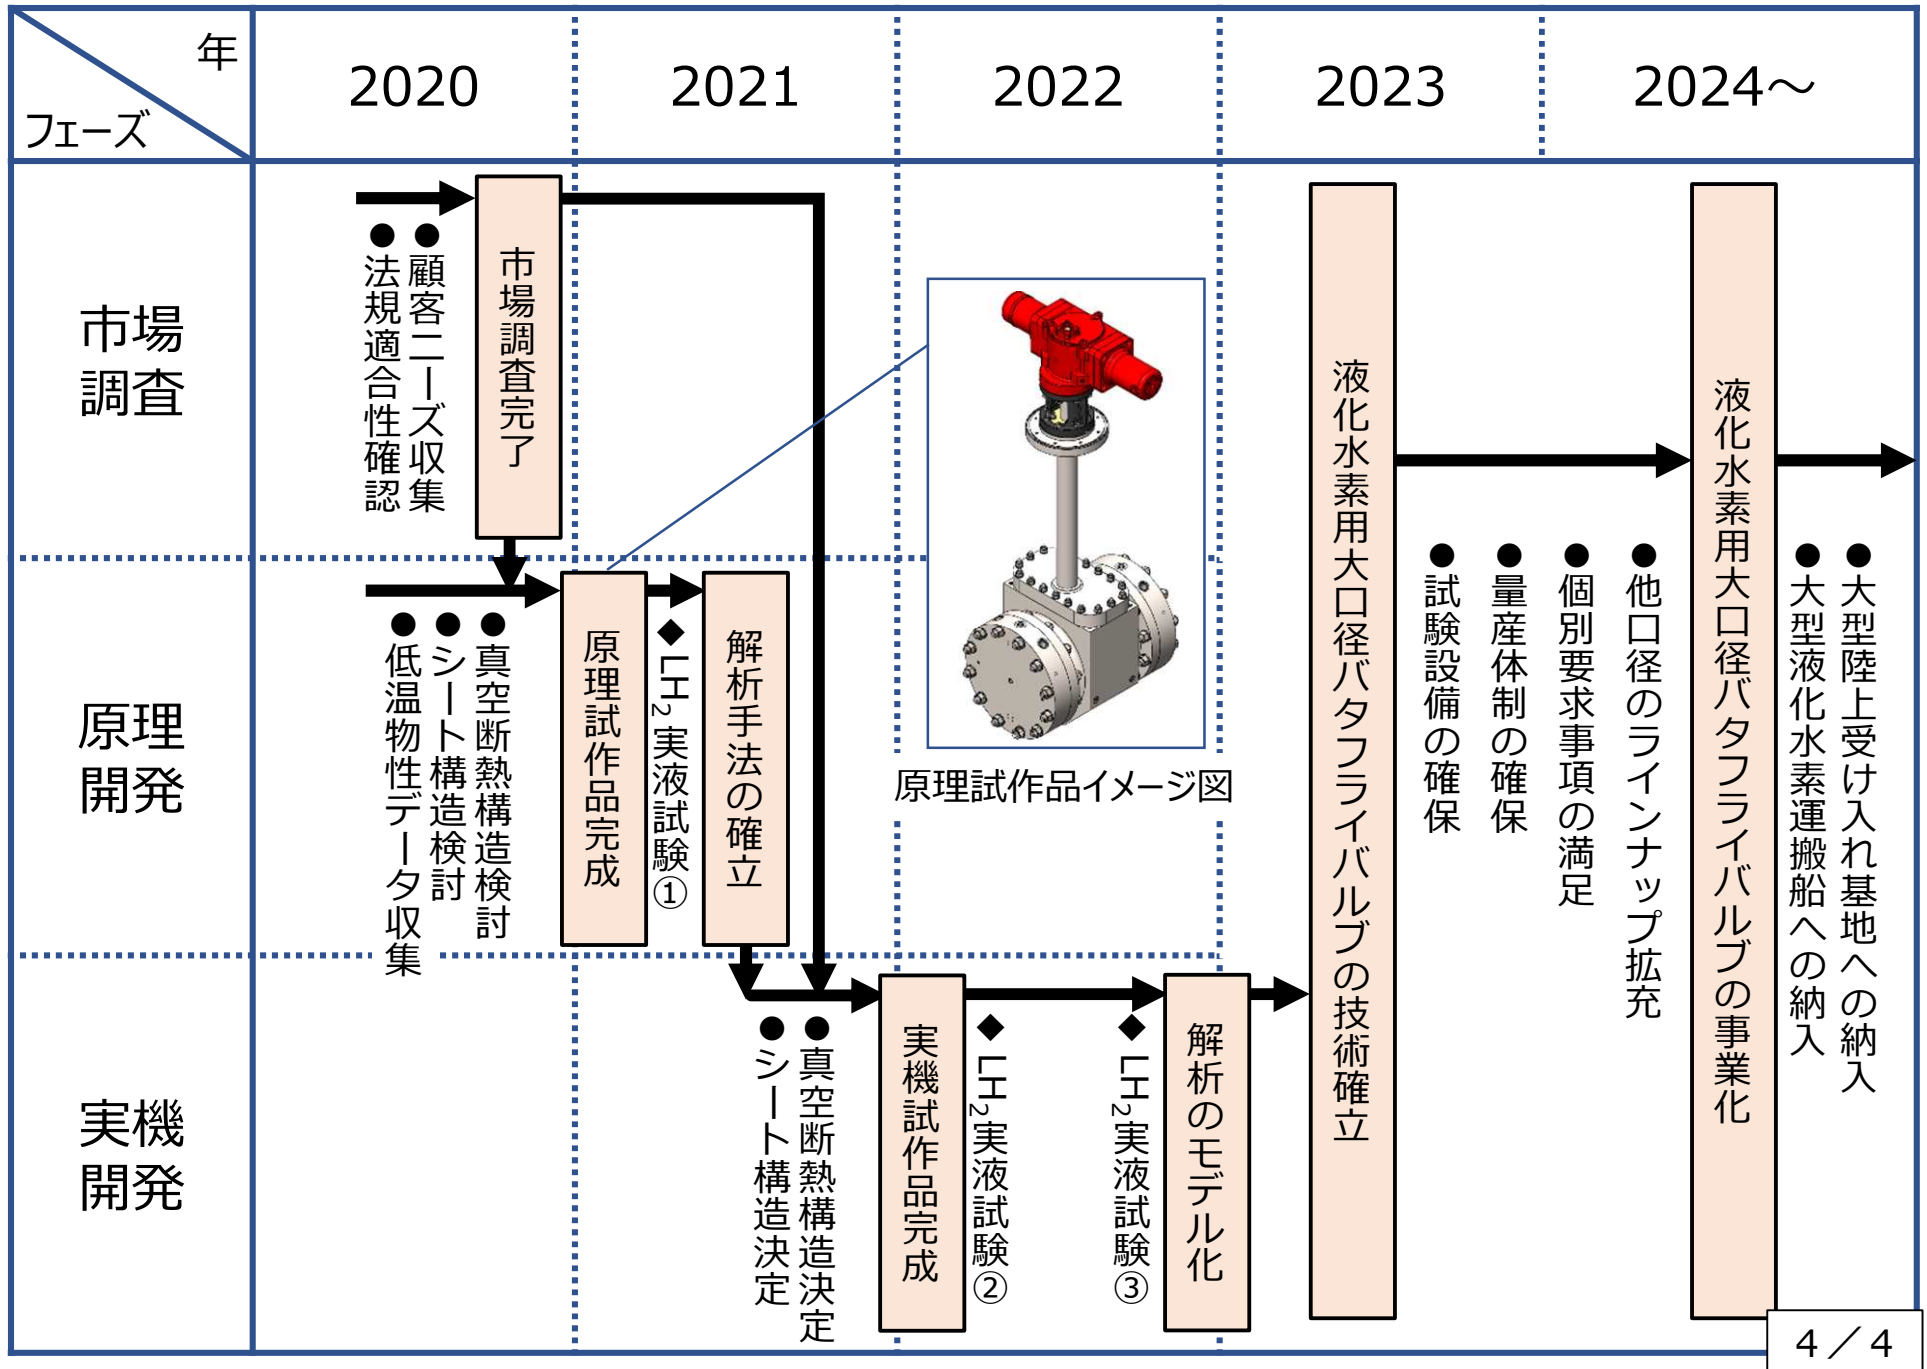 年
フェーズ
2020
2021
2022
2023
2024～
市場
調査
●顧客ニーズ収集
●法規適合性確認
市場調査完了
原理
開発
●真空断熱構造検討
●シート構造検討
●低温物性データ収集
原理試作品完成
◆LH₂実液試験①
解析手法の確立
原理試作品イメージ図
実機
開発
●真空断熱構造決定
●シート構造決定
実機試作品完成
◆LH₂実液試験②
◆LH₂実液試験③
解析のモデル化
液化水素用大口径バタフライバルブの技術確立
●他口径のラインナップ拡充
●個別要求事項の満足
●量産体制の確保
●試験設備の確保
液化水素用大口径バタフライバルブの事業化
●大型陸上受け入れ基地への納入
●大型液化水素運搬船への納入
4／4